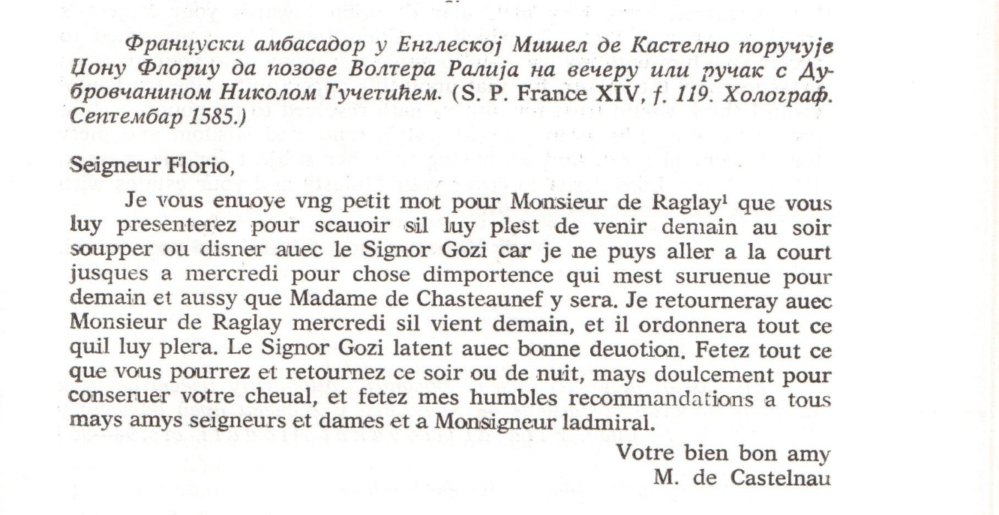 Француски амбасадор у Енглеској Мишел де Кастелно поручује
Џону Флориу да позове Волтера Ралија на вечеру или ручак с Ду-
бровчанином Николом Гучетићем. (S. P. France XIV, f. 119. Холограф.
Септембар 1585.)
Seigneur Florio,
Je vous enuoye vng petit mot pour Monsieur de Raglay¹ que vous
luy presenterez pour scauoir sil luy plest de venir demain au soir
soupper ou disner auec le Signor Gozi car je ne puys aller a la court
jusques a mercredi pour chose dimportence qui mest suruenue pour
demain et aussy que Madame de Chasteaunef y sera. Je retourneray auec
Monsieur de Raglay mercredi sil vient demain, et il ordonnera tout ce
quil luy plera. Le Signor Gozi latent auec bonne deuotion. Fetez tout ce
que vous pourrez et retournez ce soir ou de nuit, mays doulcement pour
conseruer votre cheual, et fetez mes humbles recommandations a tous
mays amys seigneurs et dames et a Monsigneur ladmiral.
Votre bien bon amy
M. de Castelnau